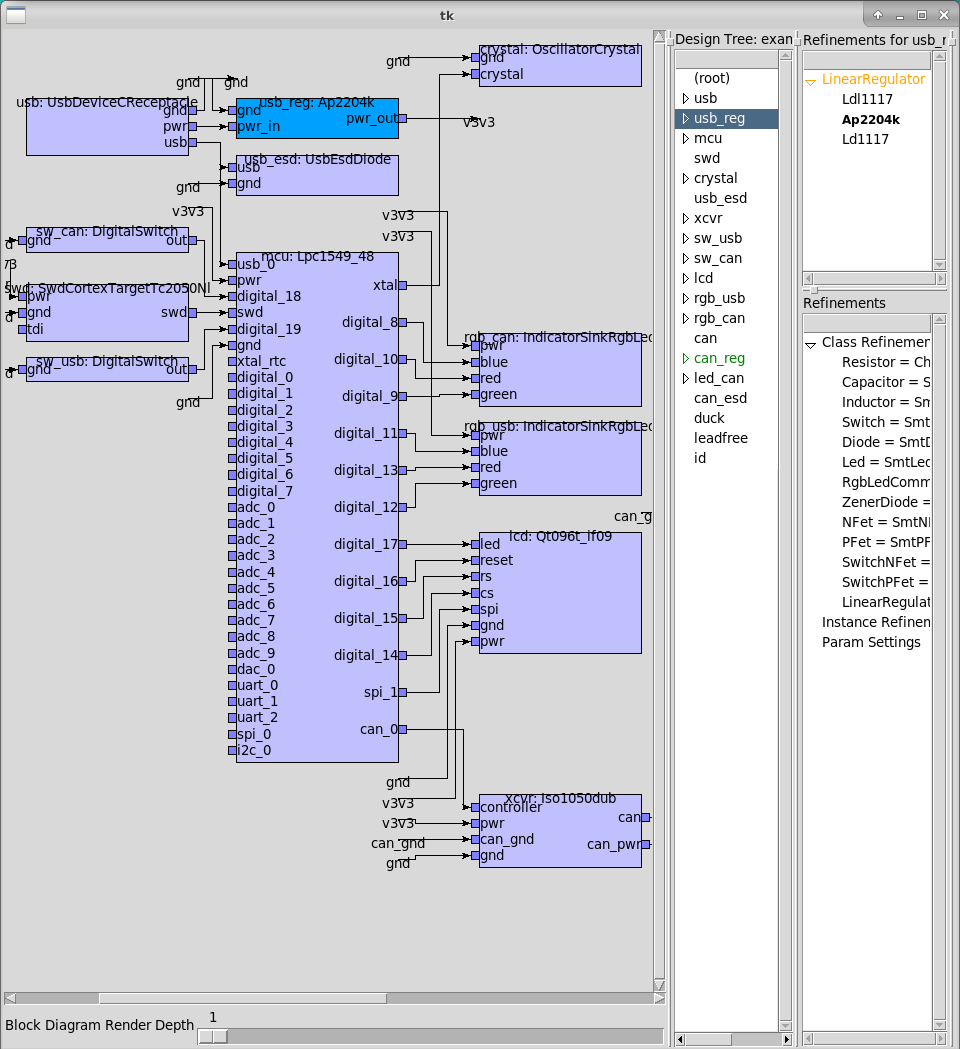 tk
gnd
crystal: OscillatorCrystal
gnd
crystal
gnd
gnd
usb: UsbDeviceCReceptacle
gnd
pwr
usb
usb_reg: Ap2204k
gnd
pwr_in
pwr_out
v3v3
usb_esd: UsbEsdDiode
usb
gnd
gnd
v3v3
v3v3
v3v3
sw_can: DigitalSwitch
d
gnd
out
/3
swd: SwdCortexTargetTc2050Nl
pwr
gnd
swd
tdi
d
sw_usb: DigitalSwitch
d
gnd
out
gnd
mcu: Lpc1549_48
usb_0
pwr
digital_18
swd
digital_19
gnd
xtal_rtc
digital_0
digital_1
digital_2
digital_3
digital_4
digital_5
digital_6
digital_7
adc_0
adc_1
adc_2
adc_3
adc_4
adc_5
adc_6
adc_7
adc_8
adc_9
dac_0
uart_0
uart_1
uart_2
spi_0
i2c_0
xtal
digital_8
digital_10
digital_9
digital_11
digital_13
digital_12
digital_17
digital_16
digital_15
digital_14
spi_1
can_0
rgb_can: IndicatorSinkRgbLed
pwr
blue
red
green
rgb_usb: IndicatorSinkRgbLed
pwr
blue
red
green
can_g
lcd: Qt096t_if09
led
reset
rs
cs
spi
gnd
pwr
gnd
v3v3
v3v3
can_gnd
gnd
xcvr: Iso1050dub
controller
pwr
can_gnd
gnd
can
can_pwr
Block Diagram Render Depth
1
Design Tree: exam
(root)
usb
usb_reg
mcu
swd
crystal
usb_esd
xcvr
sw_usb
sw_can
lcd
rgb_usb
rgb_can
can
can_reg
led_can
can_esd
duck
leadfree
id
Refinements for usb_r
LinearRegulator
Ldl1117
Ap2204k
Ld1117
Refinements
Class Refinemer
Resistor = Ch
Capacitor = S
Inductor = Sm
Switch = Smt
Diode = SmtD
Led = SmtLec
RgbLedComm
ZenerDiode =
NFet = SmtNI
PFet = SmtPF
SwitchNFet =
SwitchPFet =
LinearRegulat
Instance Refinen
Param Settings